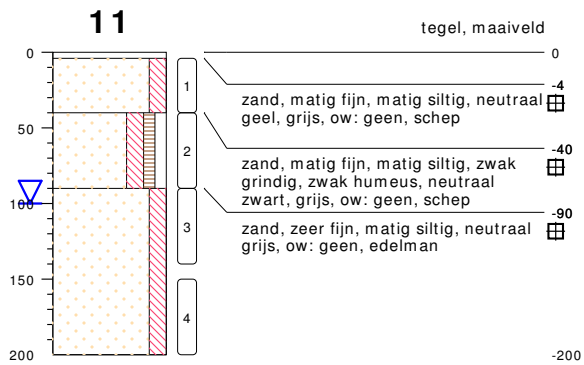 11
tegel, maaiveld
0
0
-4
1
zand, matig fijn, matig siltig, neutraal
geel, grijs, ow: geen, schep
50
-40
2
zand, matig fijn, matig siltig, zwak
grindig, zwak humeus, neutraal
zwart, grijs, ow: geen, schep
100
-90
3
zand, zeer fijn, matig siltig, neutraal
grijs, ow: geen, edelman
150
4
200
-200